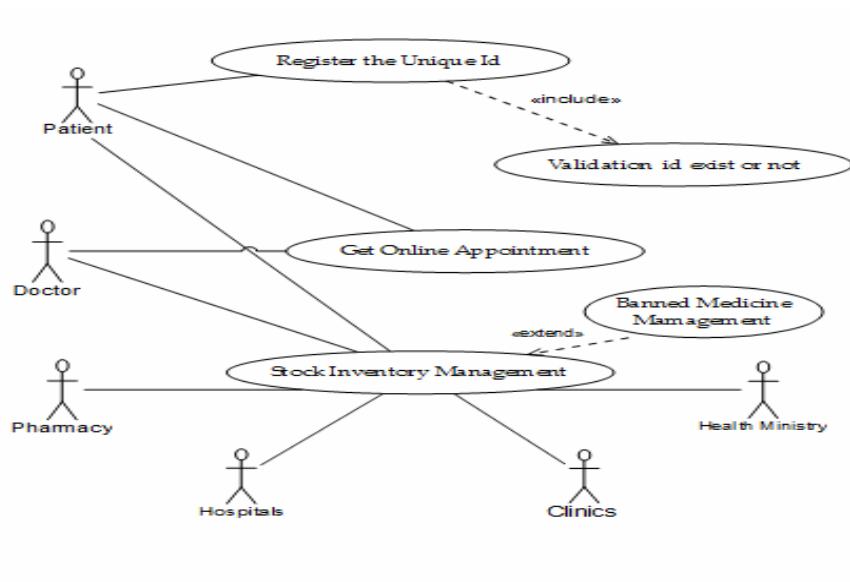 Register the Unique Id
«include»
Patient
Validation id exist or not
Get Online Appointment
Doctor
Banned Medicine
Mamagement
«extend»
Stock Inventory Management
Pharmacy
Health Ministry
Hospitals
Clinics